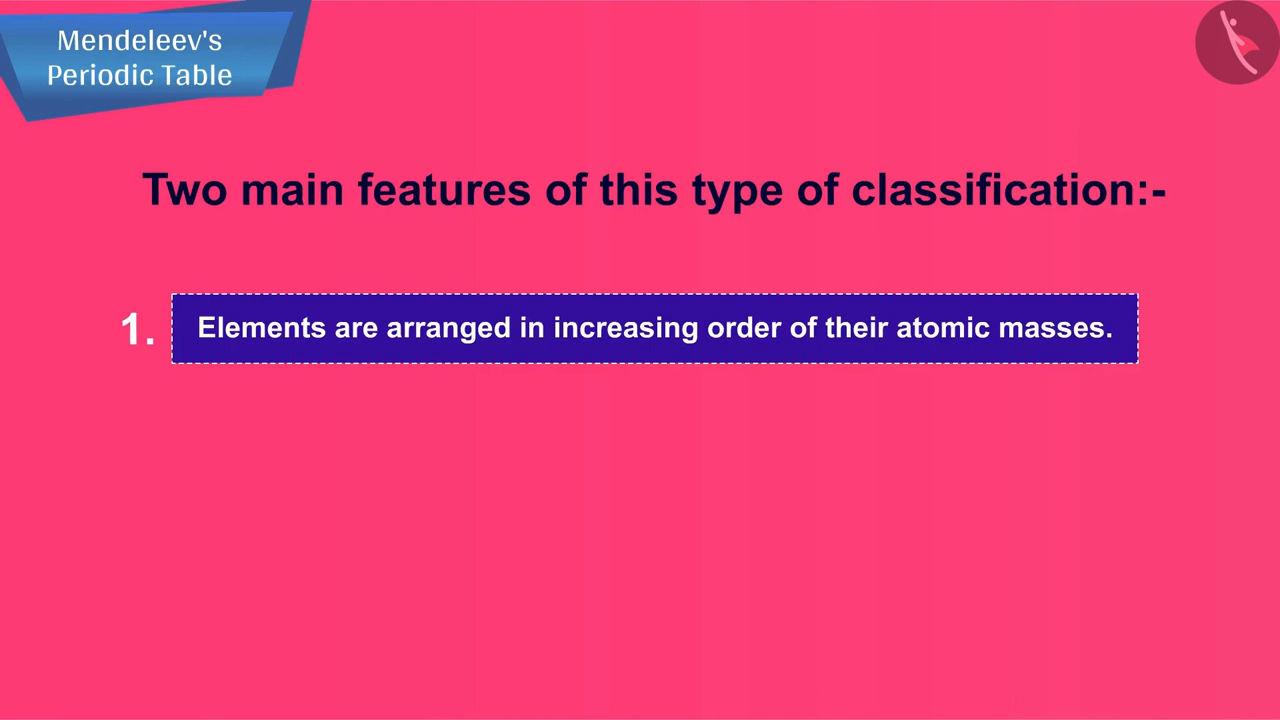 Mendeleev's
Periodic Table
Two main features of this type of classification:-
1. Elements are arranged in increasing order of their atomic masses.